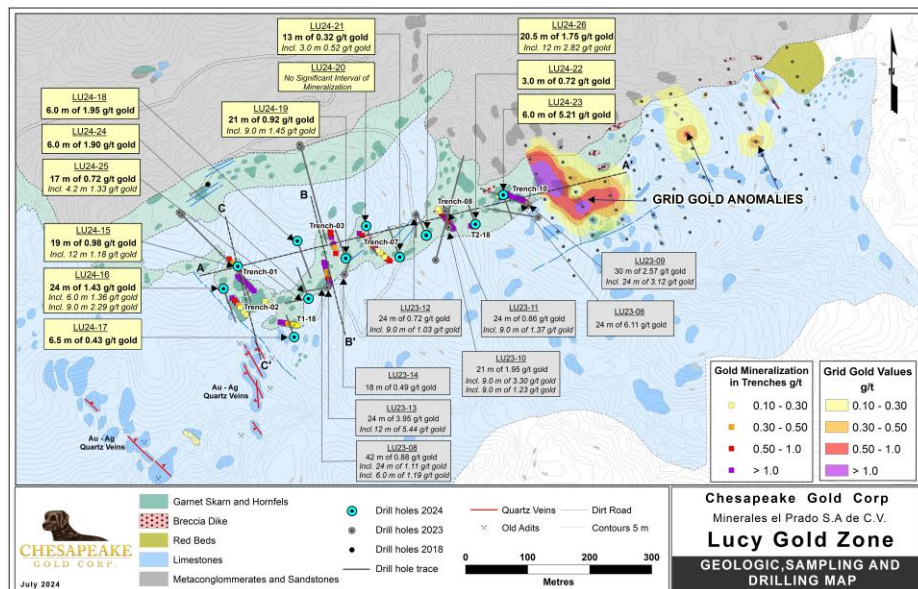 LU24-21
13 m of 0.32 g/t gold
Incl. 3.0 m 0.52 g/t gold
LU24-26
20.5 m of 1.75 g/t gold
Incl. 12 m 2.82 g/t gold
LU24-20
No Significant Interval of
Mineralization
LU24-22
3.0 m of 0.72 g/t gold
LU24-18
6.0 m of 1.95 g/t gold
LU24-19
21 m of 0.92 g/t gold
Incl. 9.0 m 1.45 g/t gold
LU24-23
6.0 m of 5.21 g/t gold
LU24-24
6.0 m of 1.90 g/t gold
LU24-25
17 m of 0.72 g/t gold
Incl. 4.2 m 1.33 g/t gold
LU24-15
19 m of 0.98 g/t gold
Incl. 12 m 1.18 g/t gold
LU24-16
24 m of 1.43 g/t gold
Incl. 6.0 m 1.36 g/t gold
Incl. 9.0 m 2.29 g/t gold
LU24-17
6.5 m of 0.43 g/t gold
A
A'
B
B'
C
C'
Trench-01
Trench-02
Trench-03
Trench-07
Trench-08
Trench-10
T1-18
T2-18
GRID GOLD ANOMALIES
LU23-09
30 m of 2.57 g/t gold
Incl. 24 m of 3.12 g/t gold
LU23-12
24 m of 0.72 g/t gold
Incl. 9.0 m of 1.03 g/t gold
LU23-11
24 m of 0.86 g/t gold
Incl. 9.0 m of 1.37 g/t gold
LU23-06
24 m of 6.11 g/t gold
LU23-10
21 m of 1.95 g/t gold
Incl. 9.0 m of 3.30 g/t gold
Incl. 9.0 m of 1.23 g/t gold
LU23-14
18 m of 0.49 g/t gold
LU23-13
24 m of 3.95 g/t gold
Incl.12 m of 5.44 g/t gold
LU23-08
42 m of 0.88 g/t gold
Incl. 24 m of 1.11 g/t gold
Incl. 6.0 m of 1.19 g/t gold
Au - Ag
Quartz Veins
Au - Ag
Quartz Veins
Gold Mineralization
in Trenches g/t
0.10 - 0.30
0.30 - 0.50
0.50 - 1.0
> 1.0
Grid Gold Values
g/t
0.10 - 0.30
0.30 - 0.50
0.50 - 1.0
> 1.0
CHESAPEAKE
GOLD CORP.
July 2024
Garnet Skarn and Hornfels
Breccia Dike
Red Beds
Limestones
Metaconglommerates and Sandstones
Drill holes 2024
Drill holes 2023
Drill holes 2018
Drill hole trace
Quartz Veins
Old Adits
Dirt Road
Contours 5 m
0 100 200 300
Metres
Chesapeake Gold Corp
Minerales el Prado S.A de C.V.
Lucy Gold Zone
GEOLOGIC,SAMPLING AND
DRILLING MAP